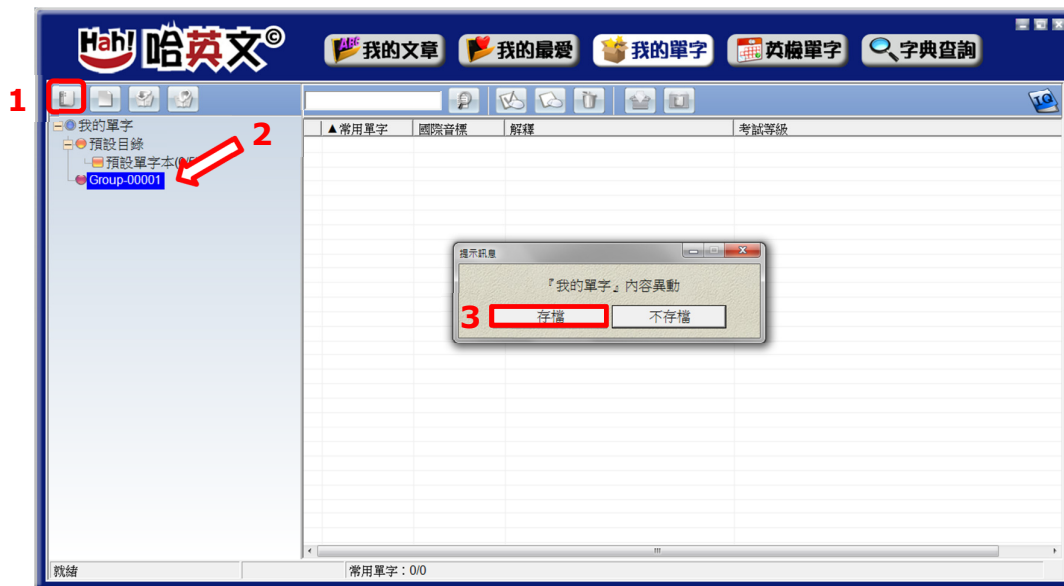 Hah! 哈英文©
ABC 我的文章
我的最愛
我的單字
英檢單字
字典查詢
1
IQ
我的單字
2
▲常用單字 國際音標 解釋 考試等級
預設目錄
預設單字本(0/
Group-00001
提示訊息
『我的單字』內容異動
3
存檔 不存檔
就緒 常用單字：0/0